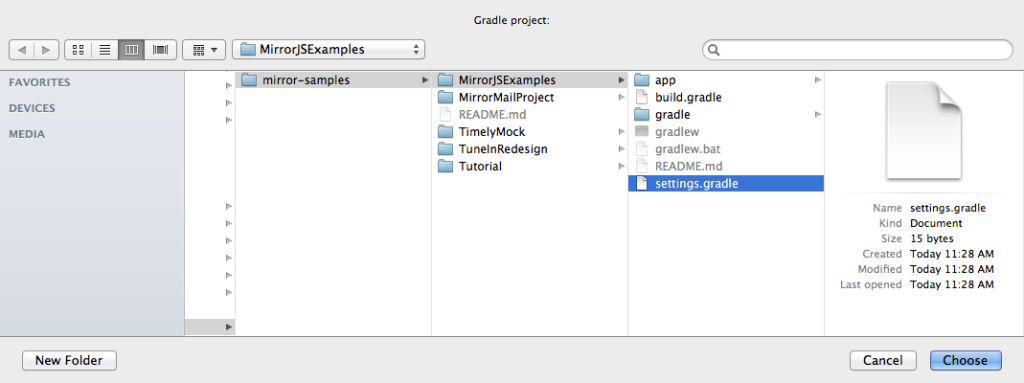 Gradle project:
MirrorJSExamples
FAVORITES
DEVICES
MEDIA
mirror-samples
MirrorJSExamples
MirrorMailProject
README.md
TimelyMock
TuneInRedesign
Tutorial
app
build.gradle
gradle
gradlew
gradlew.bat
README.md
settings.gradle
Name settings.gradle
Kind Document
Size 15 bytes
Created Today 11:28 AM
Modified Today 11:28 AM
Last opened Today 11:28 AM
New Folder
Cancel
Choose